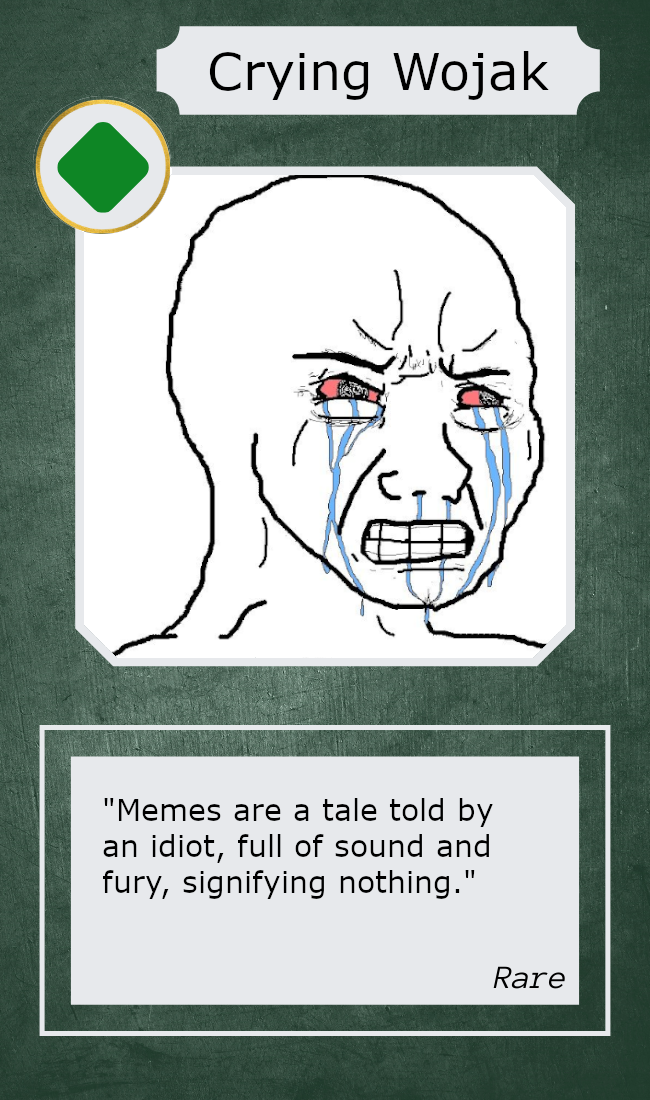 Crying Wojak
"Memes are a tale told by
an idiot, full of sound and
fury, signifying nothing."
Rare